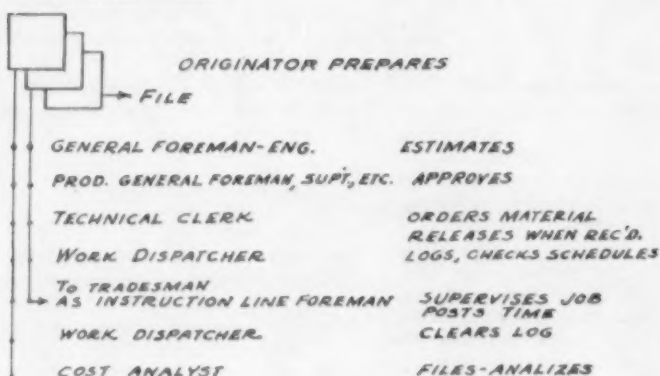 ORIGINATOR PREPARES
FILE
GENERAL FOREMAN-ENG. ESTIMATES
PROD. GENERAL FOREMAN, SUP'T, ETC. APPROVES
TECHNICAL CLERK ORDERS MATERIAL
RELEASES WHEN REC'D.
WORK DISPATCHER LOGS, CHECKS SCHEDULES
TO TRADESMAN
AS INSTRUCTION LINE FOREMAN SUPERVISES JOB
POSTS TIME
WORK DISPATCHER CLEARS LOG
COST ANALYST FILES-ANALIZES